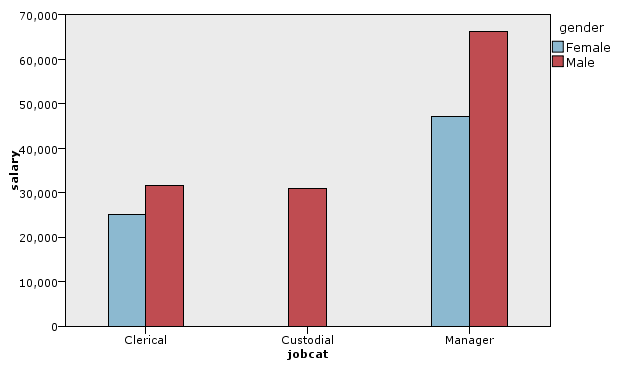 70,000
60,000
50,000
40,000
30,000
20,000
10,000
0
salary
Clerical
Custodial
Manager
jobcat
gender
Female
Male